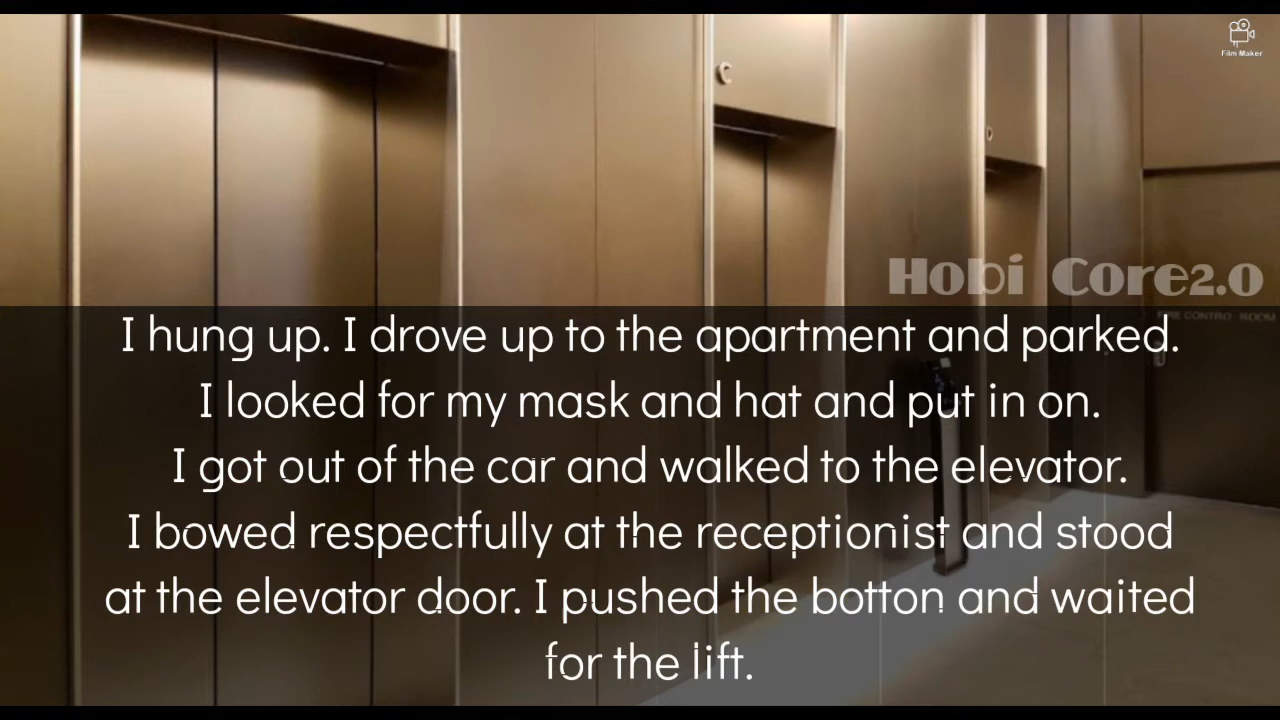 Film Maker
Hobi Core2.0
I hung up. I drove up to the apartment and parked.
I looked for my mask and hat and put in on.
I got out of the car and walked to the elevator.
I bowed respectfully at the receptionist and stood
at the elevator door. I pushed the botton and waited
for the lift.